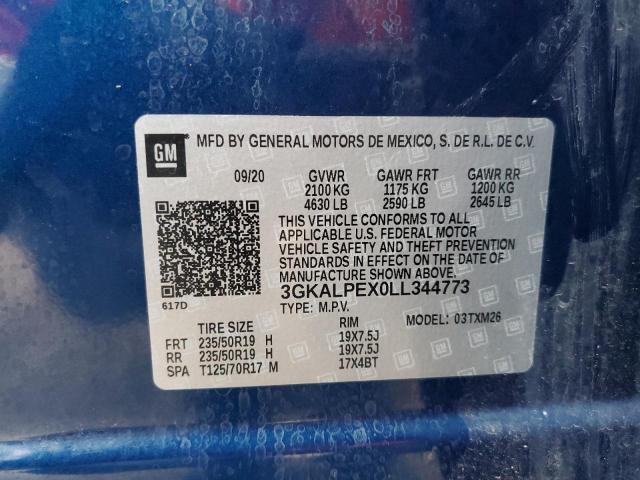 GM
MFD BY GENERAL MOTORS DE MEXICO, S. DE R.L. DE C.V.
09/20 GVWR GAWR FRT GAWR RR
2100 KG 1175 KG 1200 KG
4630 LB 2590 LB 2645 LB
THIS VEHICLE CONFORMS TO ALL
APPLICABLE U.S. FEDERAL MOTOR
VEHICLE SAFETY AND THEFT PREVENTION
STANDARDS IN EFFECT ON THE DATE OF
MANUFACTURE SHOWN ABOVE.
3GKALPEX0LL344773
617D TYPE: M.P.V.
TIRE SIZE RIM MODEL: 03TXM26
FRT 235/50R19 H 19X7.5J
RR 235/50R19 H 19X7.5J
SPA T125/70R17 M 17X4BT